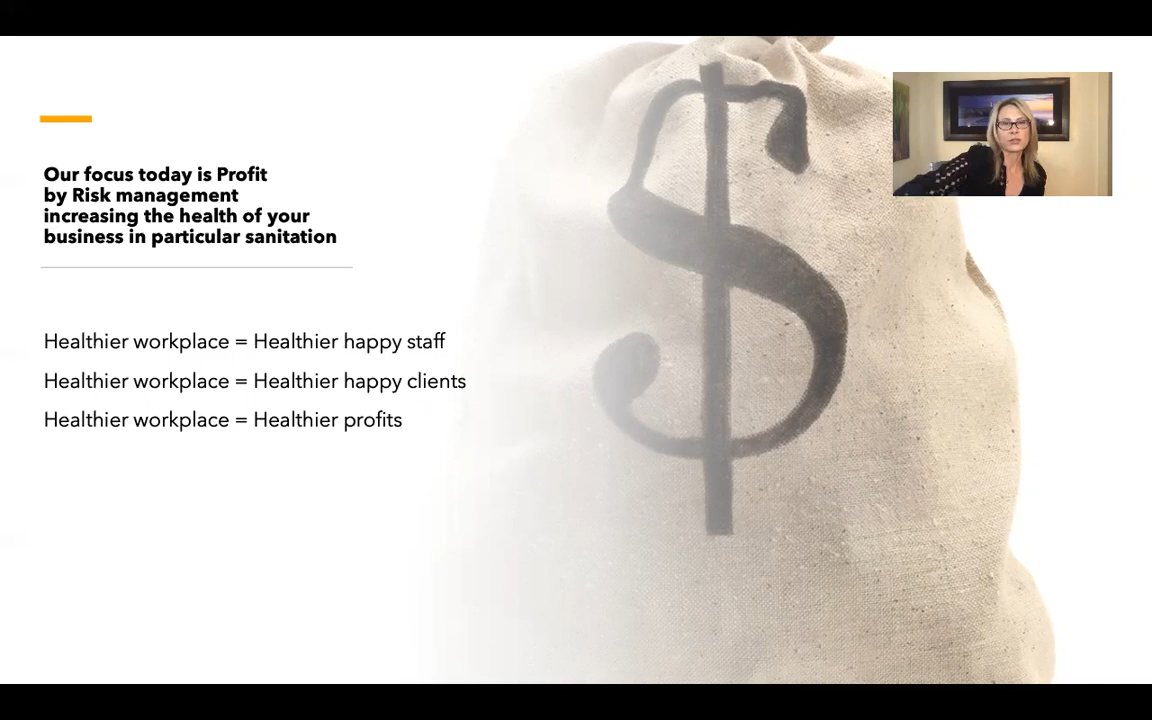 Our focus today is Profit
by Risk management
increasing the health of your
business in particular sanitation
Healthier workplace = Healthier happy staff
Healthier workplace = Healthier happy clients
Healthier workplace = Healthier profits
$